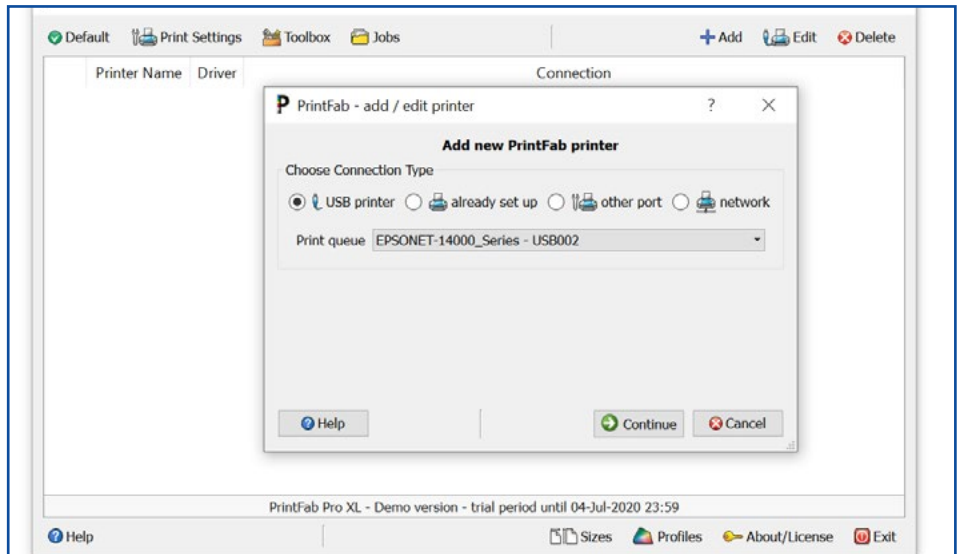 Default Print Settings Toolbox Jobs Add Edit Delete
Printer Name Driver Connection
P PrintFab - add / edit printer ?
Add new PrintFab printer
Choose Connection Type
USB printer already set up other port network
Print queue EPSONET-14000_Series - USB002
Help Continue Cancel
PrintFab Pro XL - Demo version - trial period until 04-Jul-2020 23:59
Help Sizes Profiles About/License Exit